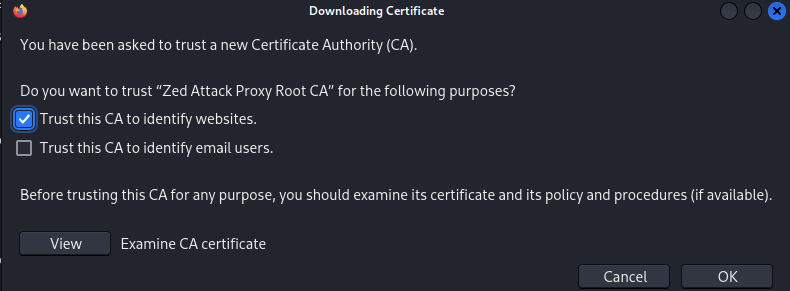 Downloading Certificate
You have been asked to trust a new Certificate Authority (CA).
Do you want to trust “Zed Attack Proxy Root CA” for the following purposes?
Trust this CA to identify websites.
Trust this CA to identify email users.
Before trusting this CA for any purpose, you should examine its certificate and its policy and procedures (if available).
View Examine CA certificate
Cancel OK